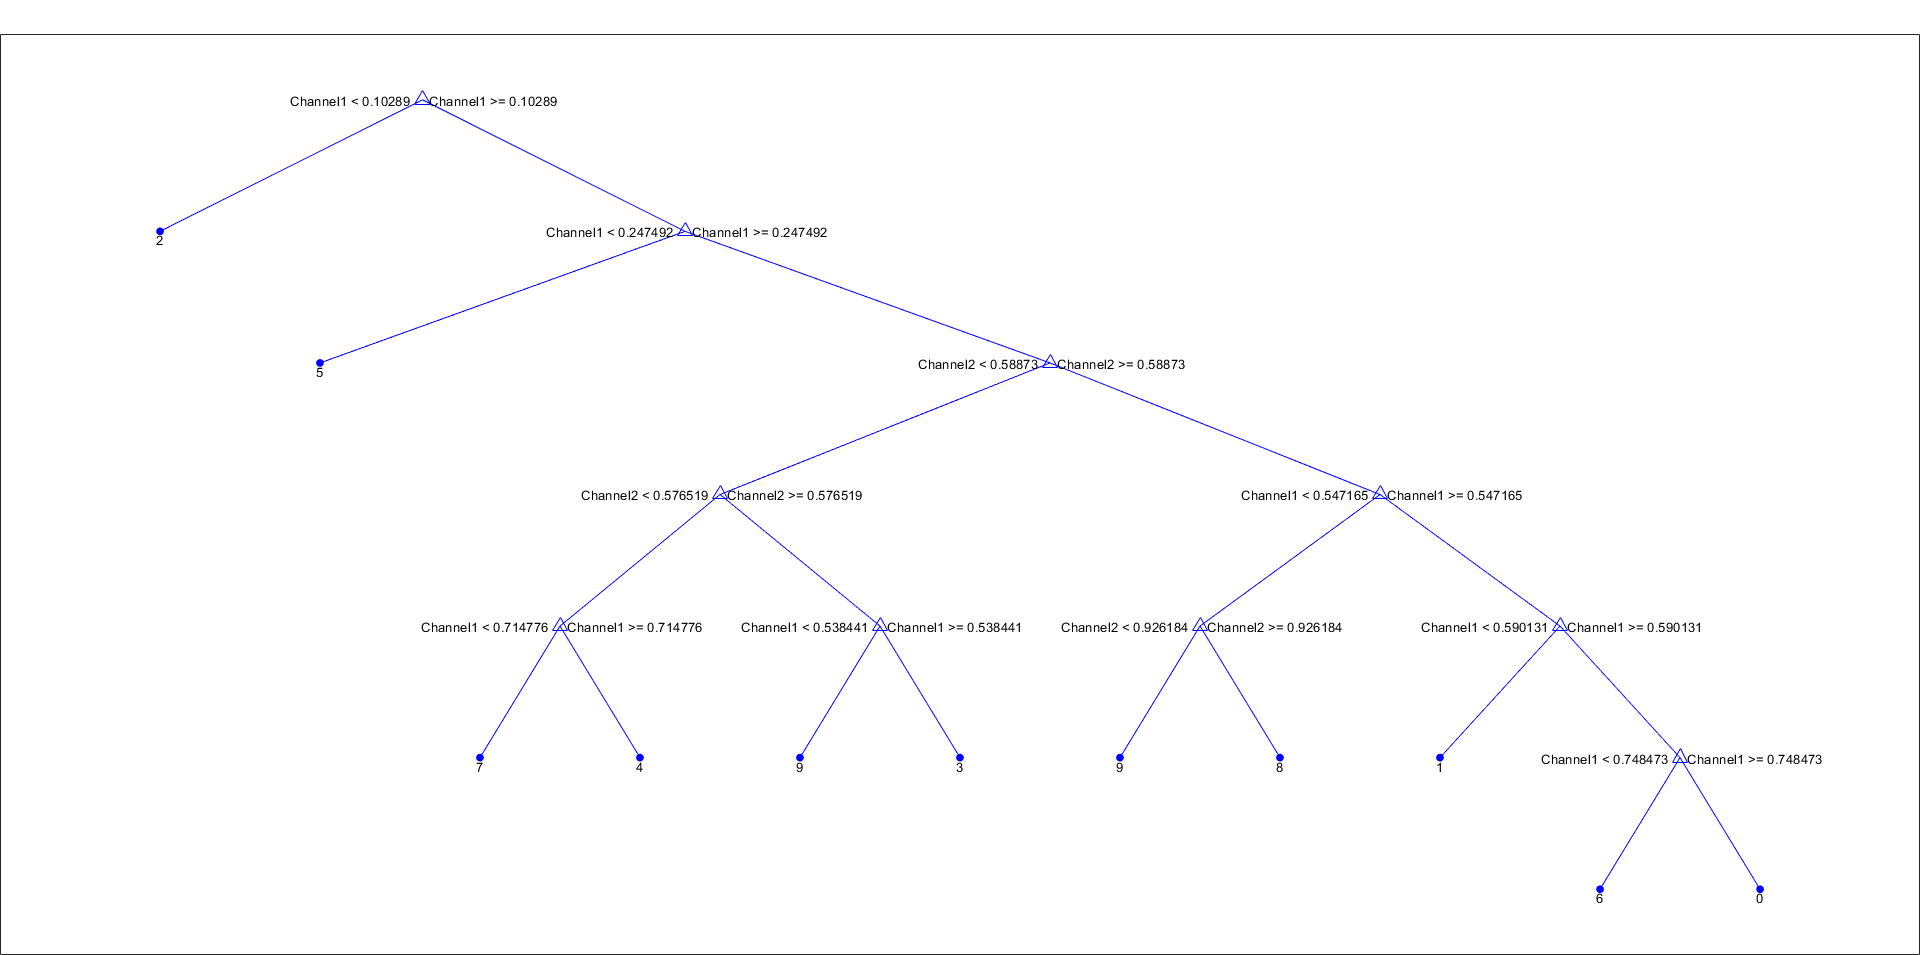 Channel1 < 0.10289 Channel1 >= 0.10289
2
Channel1 < 0.247492 Channel1 >= 0.247492
5
Channel2 < 0.58873 Channel2 >= 0.58873
Channel2 < 0.576519 Channel2 >= 0.576519 Channel1 < 0.547165 Channel1 >= 0.547165
Channel1 < 0.714776 Channel1 >= 0.714776 Channel1 < 0.538441 Channel1 >= 0.538441 Channel2 < 0.926184 Channel2 >= 0.926184 Channel1 < 0.590131 Channel1 >= 0.590131
Channel1 < 0.748473 Channel1 >= 0.748473
7 4 9 3 9 8 1
6 0